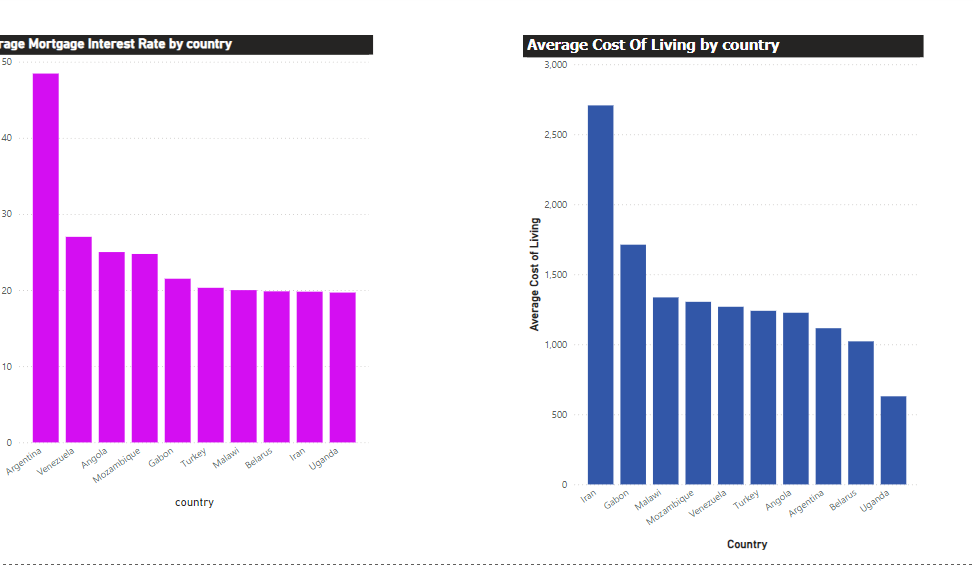 rage Mortgage Interest Rate by country
50
40
30
20
10
0
Argentina
Venezuela
Angola
Mozambique
Gabon
Turkey
Malawi
Belarus
Iran
Uganda
country
Average Cost Of Living by country
Average Cost of Living
3,000
2,500
2,000
1,500
1,000
500
0
Iran
Gabon
Malawi
Mozambique
Venezuela
Turkey
Angola
Argentina
Belarus
Uganda
Country